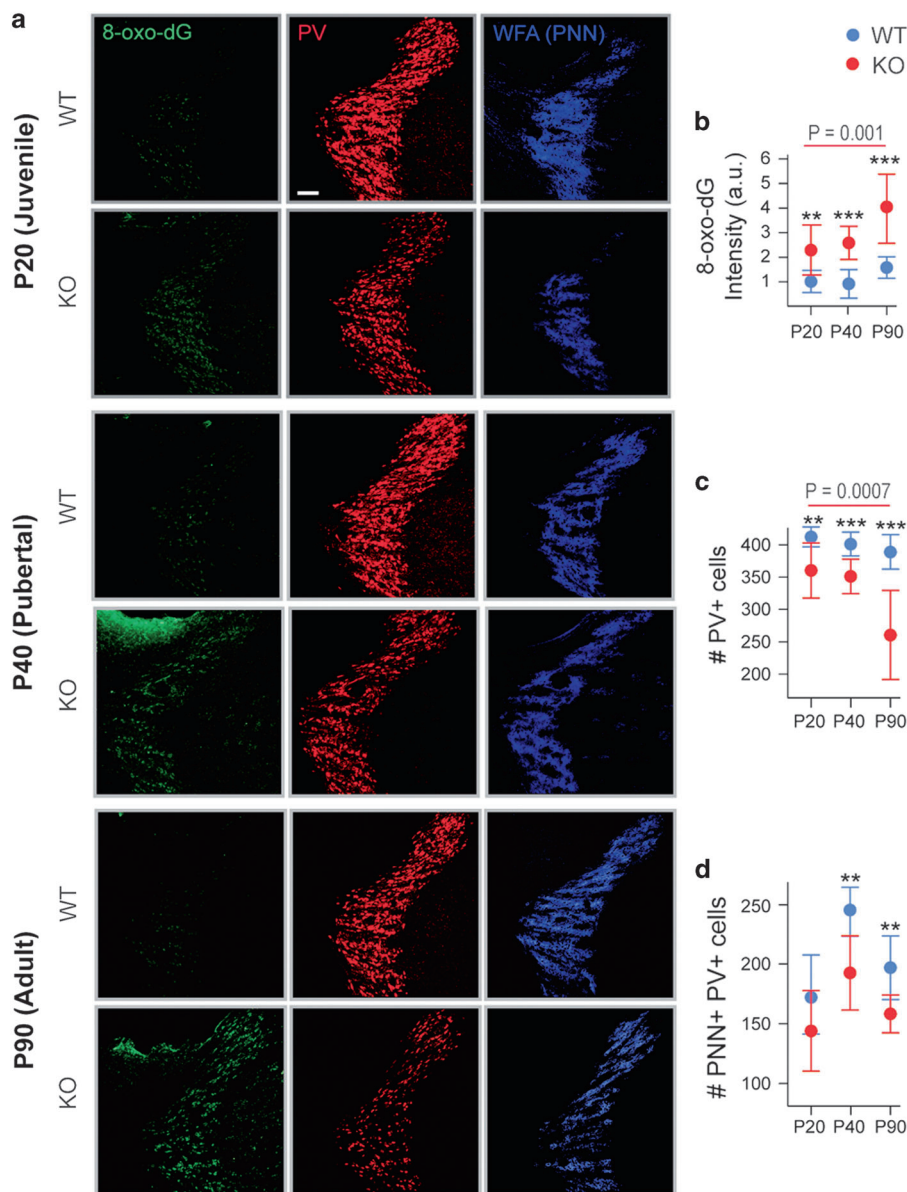 a
8-oxo-dG
PV
WFA (PNN)
P20 (Juvenile)
WT
KO
P40 (Pubertal)
WT
KO
P90 (Adult)
WT
KO
WT
KO
b
P = 0.001
8-oxo-dG
Intensity (a.u.)
6
5
4
3
2
1
**
***
***
P20 P40 P90
c
P = 0.0007
# PV+ cells
400
350
300
250
200
**
***
***
P20 P40 P90
d
# PNN+ PV+ cells
250
200
150
100
**
**
P20 P40 P90